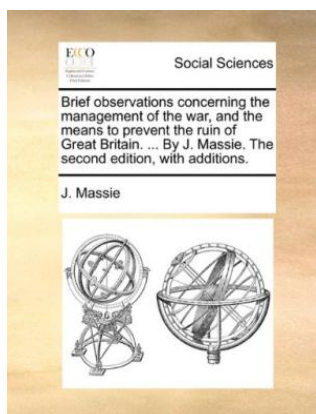 ECCO
Social Sciences
Brief observations concerning the
management of the war, and the
means to prevent the ruin of
Great Britain. ... By J. Massie. The
second edition, with additions.
J. Massie